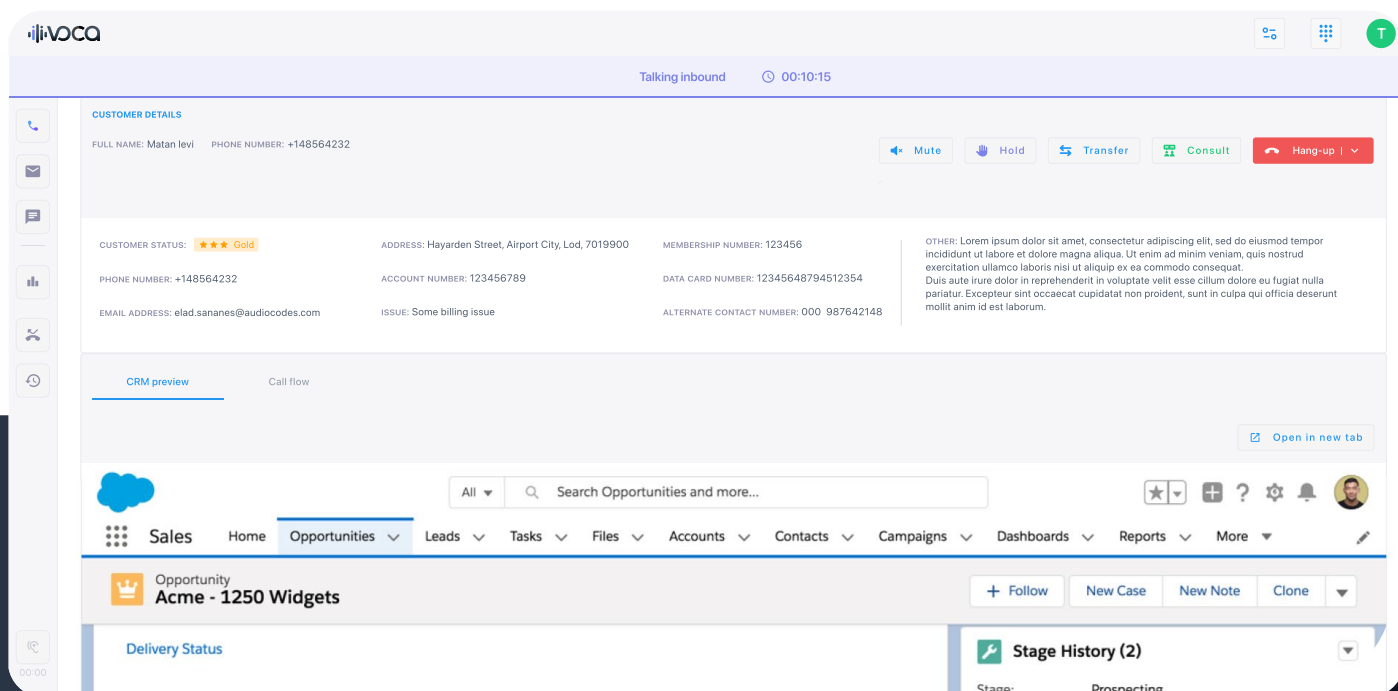 VOCA
T
Talking inbound 00:10:15
CUSTOMER DETAILS
FULL NAME: Matan levi PHONE NUMBER: +148564232
Mute Hold Transfer Consult Hang-up |
CUSTOMER STATUS: Gold
ADDRESS: Hayarden Street, Airport City, Lod, 7019900
MEMBERSHIP NUMBER: 123456
PHONE NUMBER: +148564232
ACCOUNT NUMBER: 123456789
DATA CARD NUMBER: 12345648794512354
EMAIL ADDRESS: elad.sananes@audiocodes.com
ISSUE: Some billing issue
ALTERNATE CONTACT NUMBER: 000 987642148
OTHER: Lorem ipsum dolor sit amet, consectetur adipiscing elit, sed do eiusmod tempor
incididunt ut labore et dolore magna aliqua. Ut enim ad minim veniam, quis nostrud
exercitation ullamco laboris nisi ut aliquip ex ea commodo consequat.
Duis aute irure dolor in reprehenderit in voluptate velit esse cillum dolore eu fugiat nulla
pariatur. Excepteur sint occaecat cupidatat non proident, sunt in culpa qui officia deserunt
mollit anim id est laborum.
CRM preview Call flow
Open in new tab
All Search Opportunities and more...
Sales Home Opportunities Leads Tasks Files Accounts Contacts Campaigns Dashboards Reports More
Opportunity
Acme - 1250 Widgets
+ Follow New Case New Note Clone
Delivery Status
Stage History (2)
Stage: Prospecting
00:00